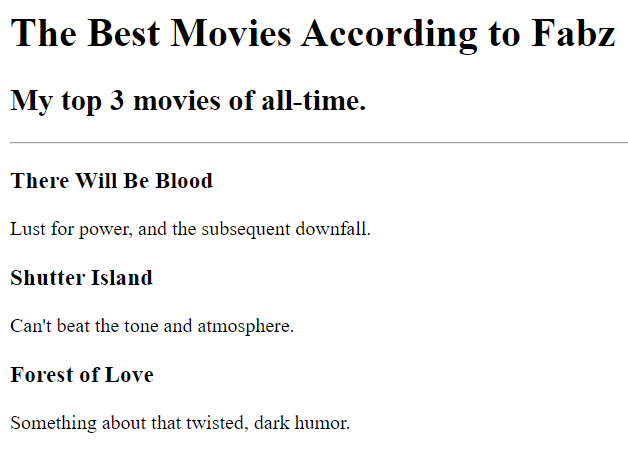 The Best Movies According to Fabz
My top 3 movies of all-time.
There Will Be Blood
Lust for power, and the subsequent downfall.
Shutter Island
Can't beat the tone and atmosphere.
Forest of Love
Something about that twisted, dark humor.